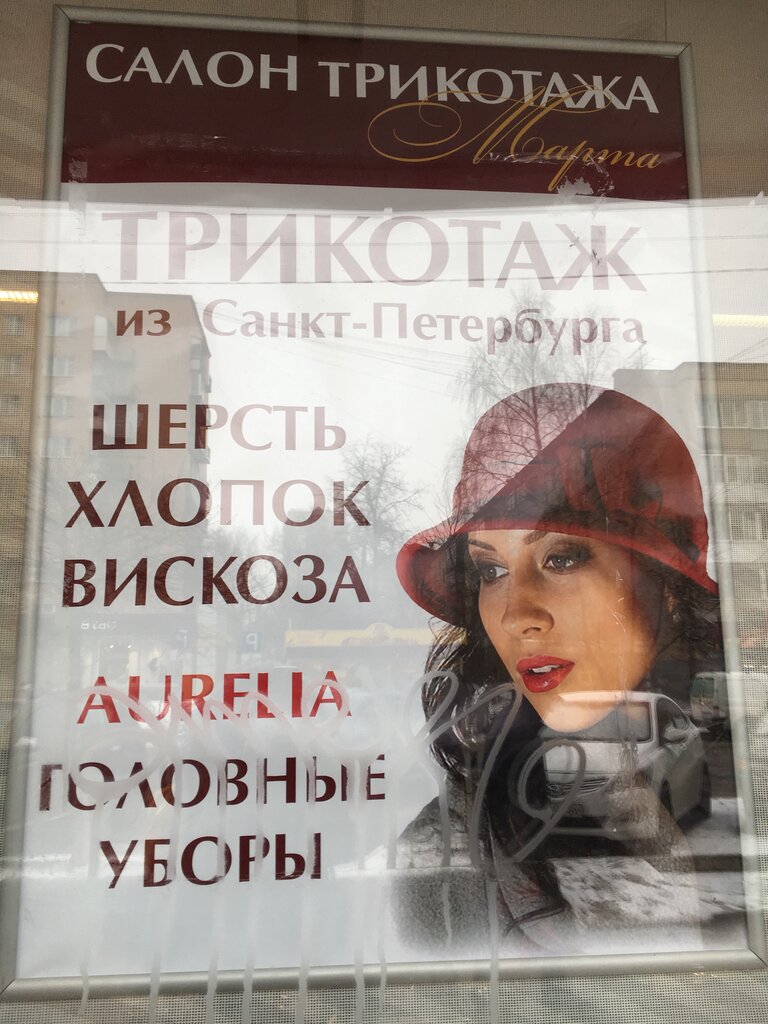 САЛОН ТРИКОТАЖА
Марта
ТРИКОТАЖ
из Санкт-Петербурга
ШЕРСТЬ
ХЛОПОК
ВИСКОЗА
AURELIA
ГОЛОВНЫЕ
УБОРЫ